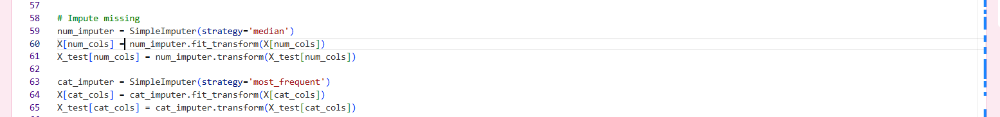 57
58 # Impute missing
59 num_imputer = SimpleImputer(strategy='median')
60 X[num_cols] = num_imputer.fit_transform(X[num_cols])
61 X_test[num_cols] = num_imputer.transform(X_test[num_cols])
62
63 cat_imputer = SimpleImputer(strategy='most_frequent')
64 X[cat_cols] = cat_imputer.fit_transform(X[cat_cols])
65 X_test[cat_cols] = cat_imputer.transform(X_test[cat_cols])